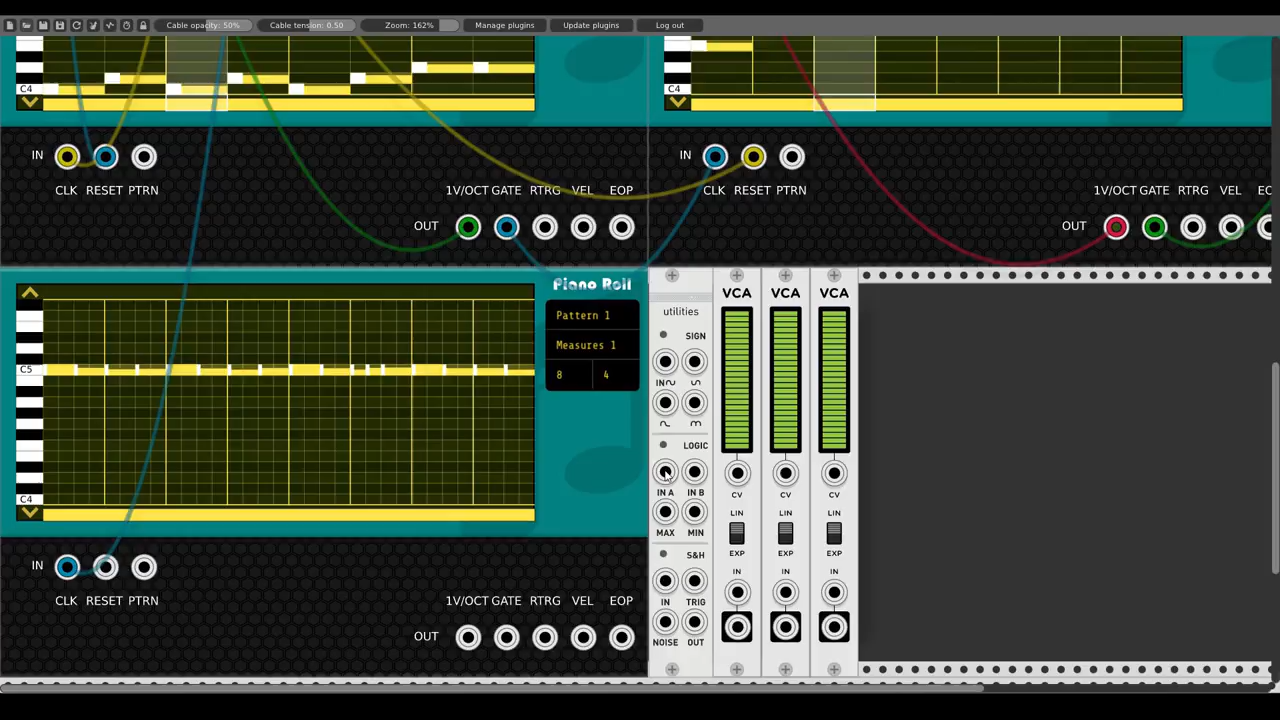 Cable opacity: 50% Cable tension: 0.50 Zoom: 162% Manage plugins Update plugins Log out
C4 C4
IN IN
CLK RESET PTRN CLK RESET PTRN
1V/OCT GATE RTRG VEL EOP 1V/OCT GATE RTRG VEL
OUT OUT
Piano Roll
Pattern 1
Measures 1
8 4
C5
C4
IN
CLK RESET PTRN
1V/OCT GATE RTRG VEL EOP
OUT
utilities
SIGN
IN
LOGIC
IN A IN B
MAX MIN
S&H
IN TRIG
NOISE OUT
VCA VCA VCA
CV CV CV
LIN LIN LIN
EXP EXP EXP
IN IN IN